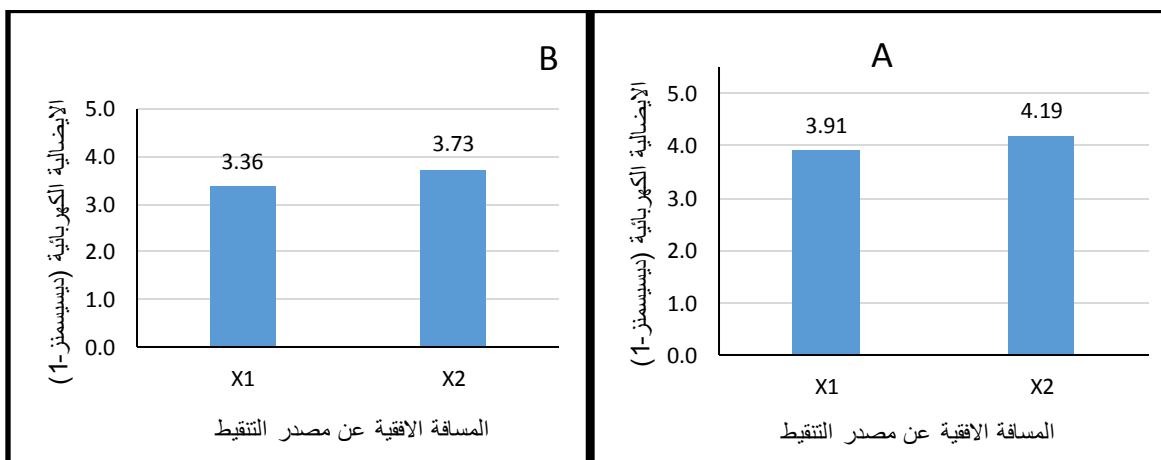 A
الايضالية الكهربائية (ديسيسمنز-1)
5.0
4.0
3.0
2.0
1.0
0.0
3.91
4.19
X1
X2
المسافة الافقية عن مصدر التنقيط
B
الايضالية الكهربائية (ديسيسمنز-1)
5.0
4.0
3.0
2.0
1.0
0.0
3.36
3.73
X1
X2
المسافة الافقية عن مصدر التنقيط